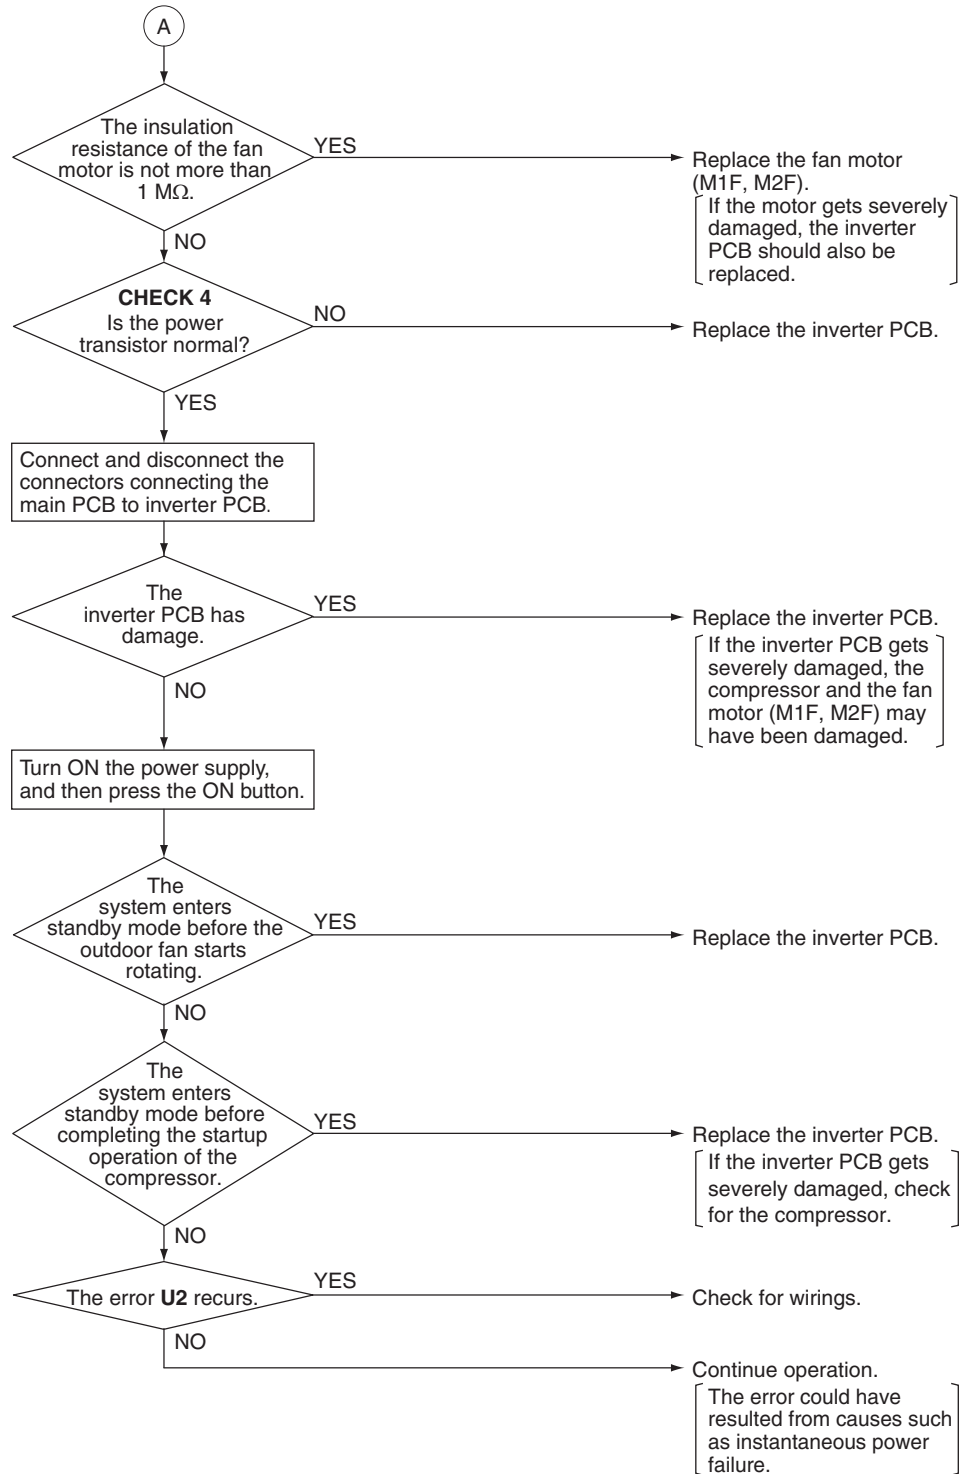 A
The insulation
resistance of the fan
motor is not more than
1 MΩ.
YES
Replace the fan motor
(M1F, M2F).
If the motor gets severely
damaged, the inverter
PCB should also be
replaced.
NO
CHECK 4
Is the power
transistor normal?
NO
Replace the inverter PCB.
YES
Connect and disconnect the
connectors connecting the
main PCB to inverter PCB.
The
inverter PCB has
damage.
YES
Replace the inverter PCB.
If the inverter PCB gets
severely damaged, the
compressor and the fan
motor (M1F, M2F) may
have been damaged.
NO
Turn ON the power supply,
and then press the ON button.
The
system enters
standby mode before the
outdoor fan starts
rotating.
YES
Replace the inverter PCB.
NO
The
system enters
standby mode before
completing the startup
operation of the
compressor.
YES
Replace the inverter PCB.
If the inverter PCB gets
severely damaged, check
for the compressor.
NO
The error U2 recurs.
YES
Check for wirings.
NO
Continue operation.
The error could have
resulted from causes such
as instantaneous power
failure.